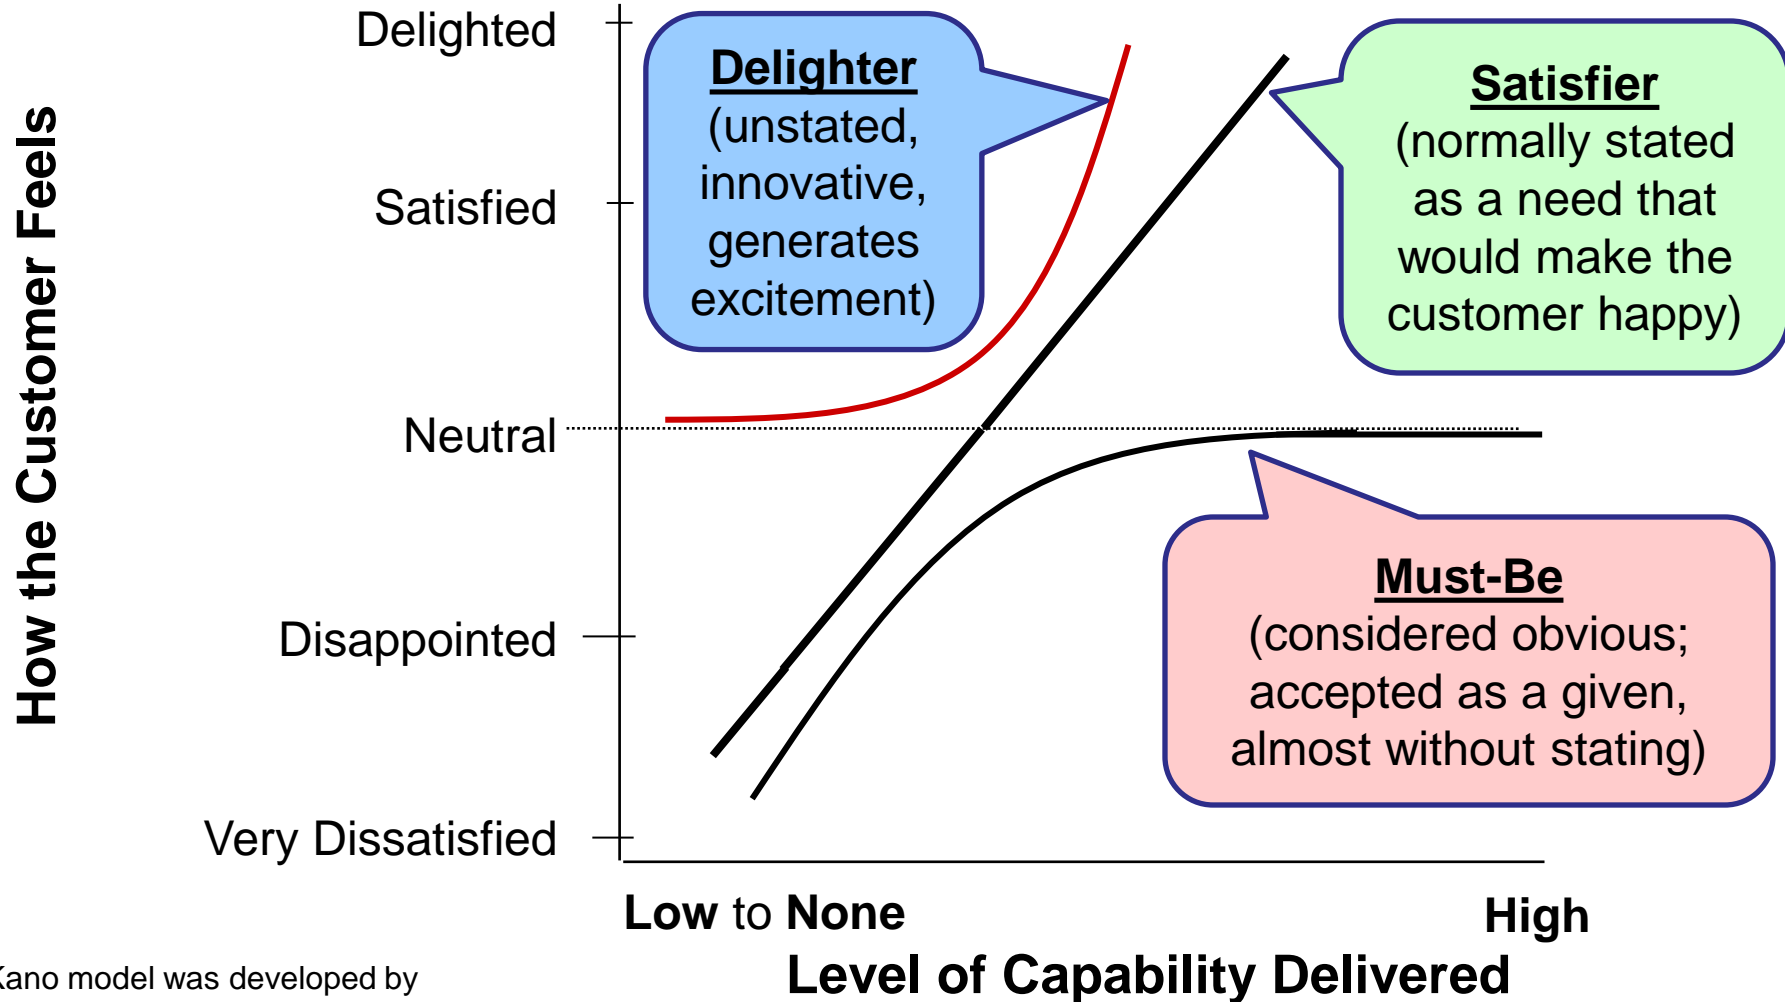 How the Customer Feels
Delighted
Satisfied
Neutral
Disappointed
Very Dissatisfied
Delighter
(unstated,
innovative,
generates
excitement)
Satisfier
(normally stated
as a need that
would make the
customer happy)
Must-Be
(considered obvious;
accepted as a given,
almost without stating)
Low to None
High
Level of Capability Delivered
Kano model was developed by